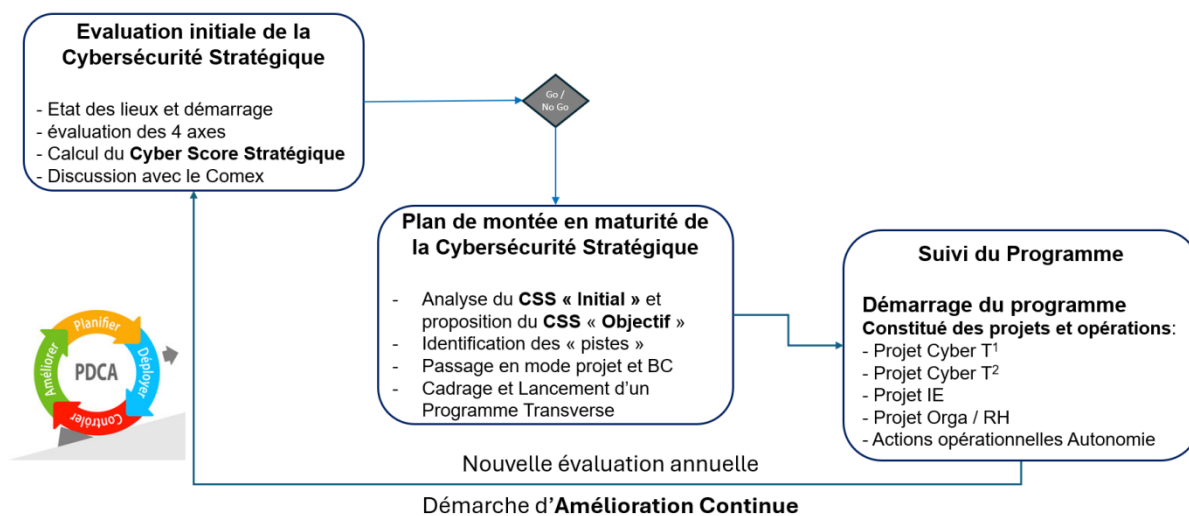 Evaluation initiale de la
Cybersécurité Stratégique
- Etat des lieux et démarrage
- évaluation des 4 axes
- Calcul du Cyber Score Stratégique
- Discussion avec le Comex
Go /
No Go
Plan de montée en maturité de
la Cybersécurité Stratégique
- Analyse du CSS « Initial » et
proposition du CSS « Objectif »
- Identification des « pistes »
- Passage en mode projet et BC
- Cadrage et Lancement d'un
Programme Transverse
Suivi du Programme
Démarrage du programme
Constitué des projets et opérations:
- Projet Cyber T¹
- Projet Cyber T²
- Projet IE
- Projet Orga / RH
- Actions opérationnelles Autonomie
Planifier
Déployer
Contrôler
Améliorer
PDCA
Nouvelle évaluation annuelle
Démarche d'Amélioration Continue